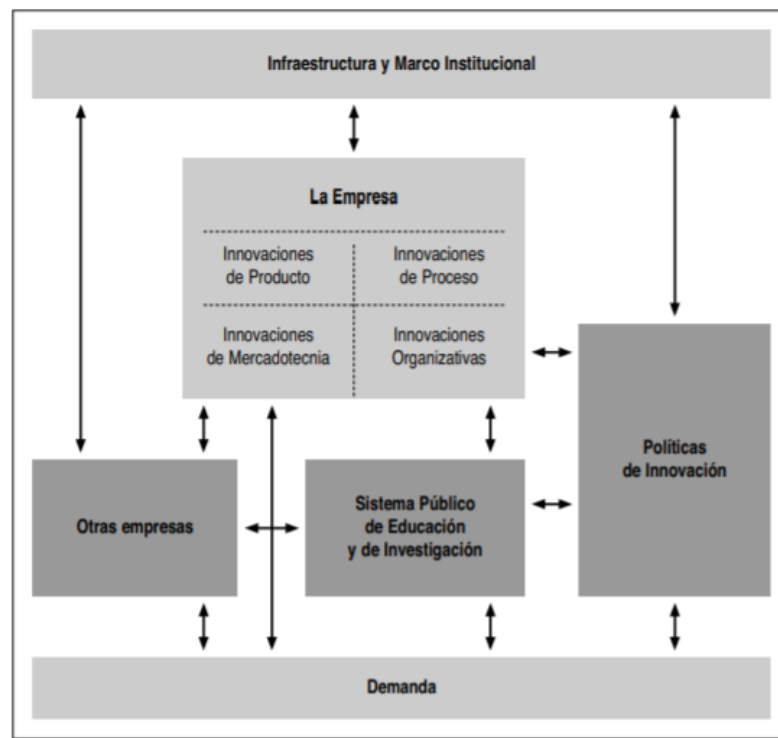 Infraestructura y Marco Institucional
La Empresa
Innovaciones
de Producto
Innovaciones
de Proceso
Innovaciones
de Mercadotecnia
Innovaciones
Organizativas
Otras empresas
Sistema Público
de Educación
y de Investigación
Políticas
de Innovación
Demanda